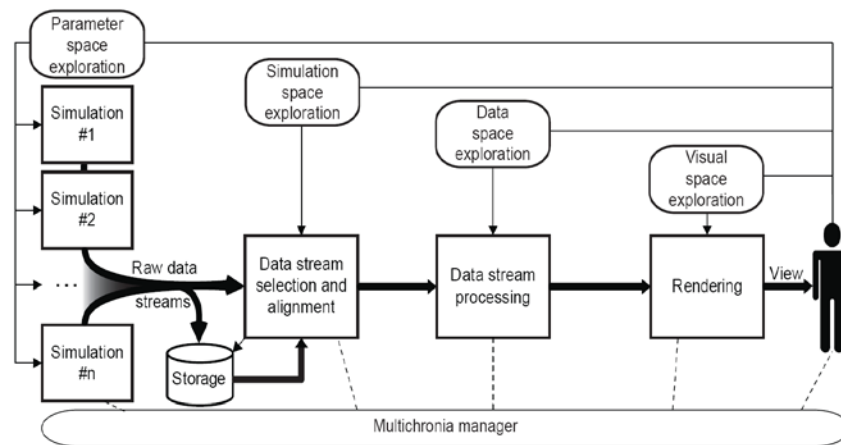 Parameter
space
exploration
Simulation
#1
Simulation
#2
...
Simulation
#n
Raw data
streams
Storage
Simulation
space
exploration
Data stream
selection and
alignment
Data
space
exploration
Data stream
processing
Visual
space
exploration
Rendering
View
Multichronia manager